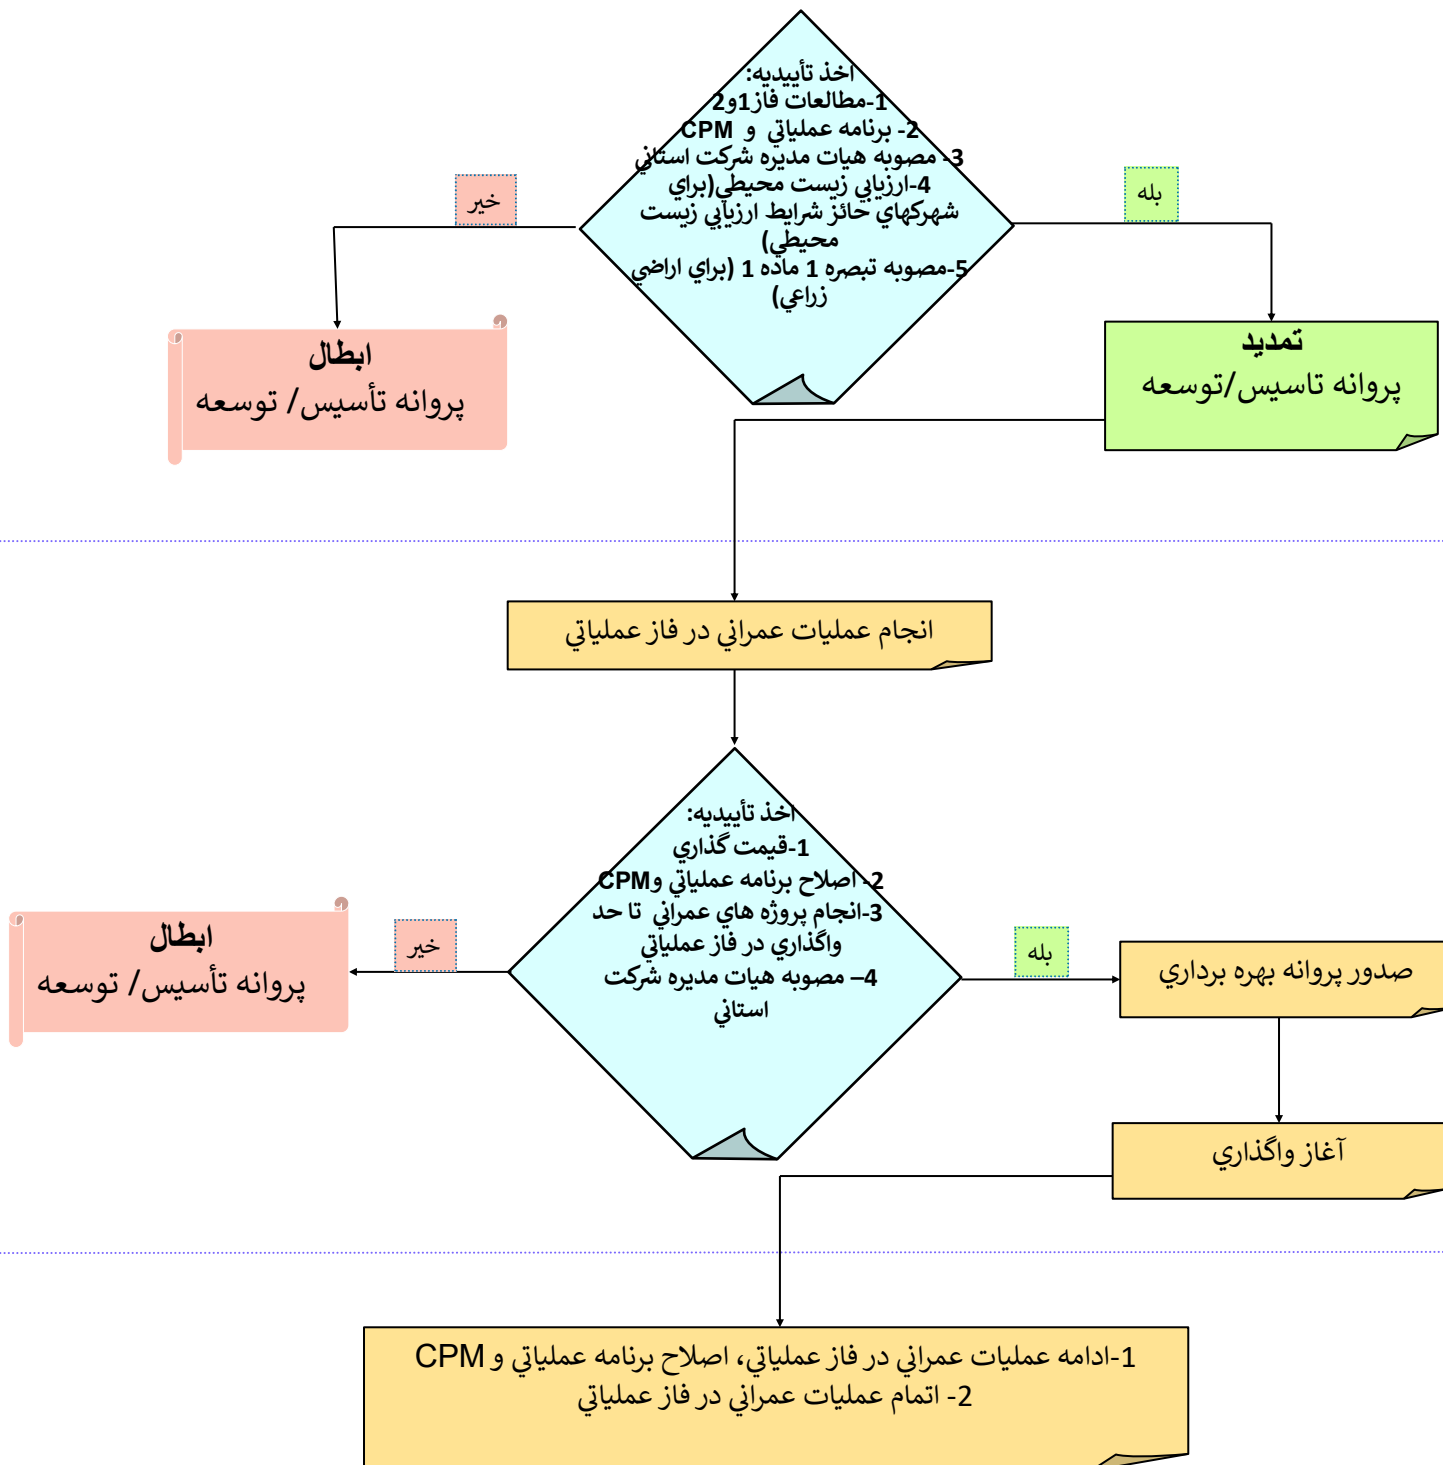 اخذ تأييديه:
1-مطالعات فاز1و2
2- برنامه عملياتي و CPM
3- مصوبه هيات مديره شركت استاني
4-ارزيابي زيست محيطي(براي
شهركهاي حائز شرايط ارزيابي زيست
محيطي)
5-مصوبه تبصره 1 ماده 1 (براي اراضي
زراعي)
بله
خير
تمديد
پروانه تاسيس/توسعه
ابطال
پروانه تأسيس/ توسعه
انجام عمليات عمراني در فاز عملياتي
اخذ تأييديه:
1-قيمت گذاري
2- اصلاح برنامه عملياتي وCPM
3-انجام پروژه هاي عمراني تا حد
واگذاري در فاز عملياتي
4– مصوبه هيات مديره شركت
استاني
بله
خير
صدور پروانه بهره برداري
ابطال
پروانه تأسيس/ توسعه
آغاز واگذاري
1-ادامه عمليات عمراني در فاز عملياتي، اصلاح برنامه عملياتي و CPM
2- اتمام عمليات عمراني در فاز عملياتي